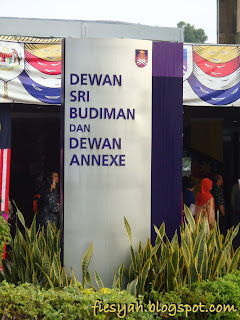 DEWAN
SRI
BUDIMAN
DAN
DEWAN
ANNEXE
fiesyah.blogspot.com